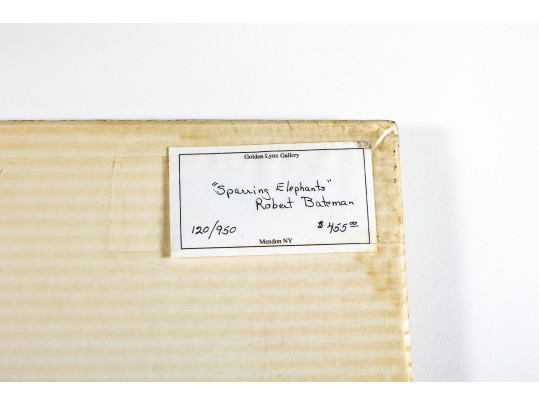 Golden Lynx Gallery
"Sparring Elephants"
Robert Bateman
120/950 $455.00
Mendon NY